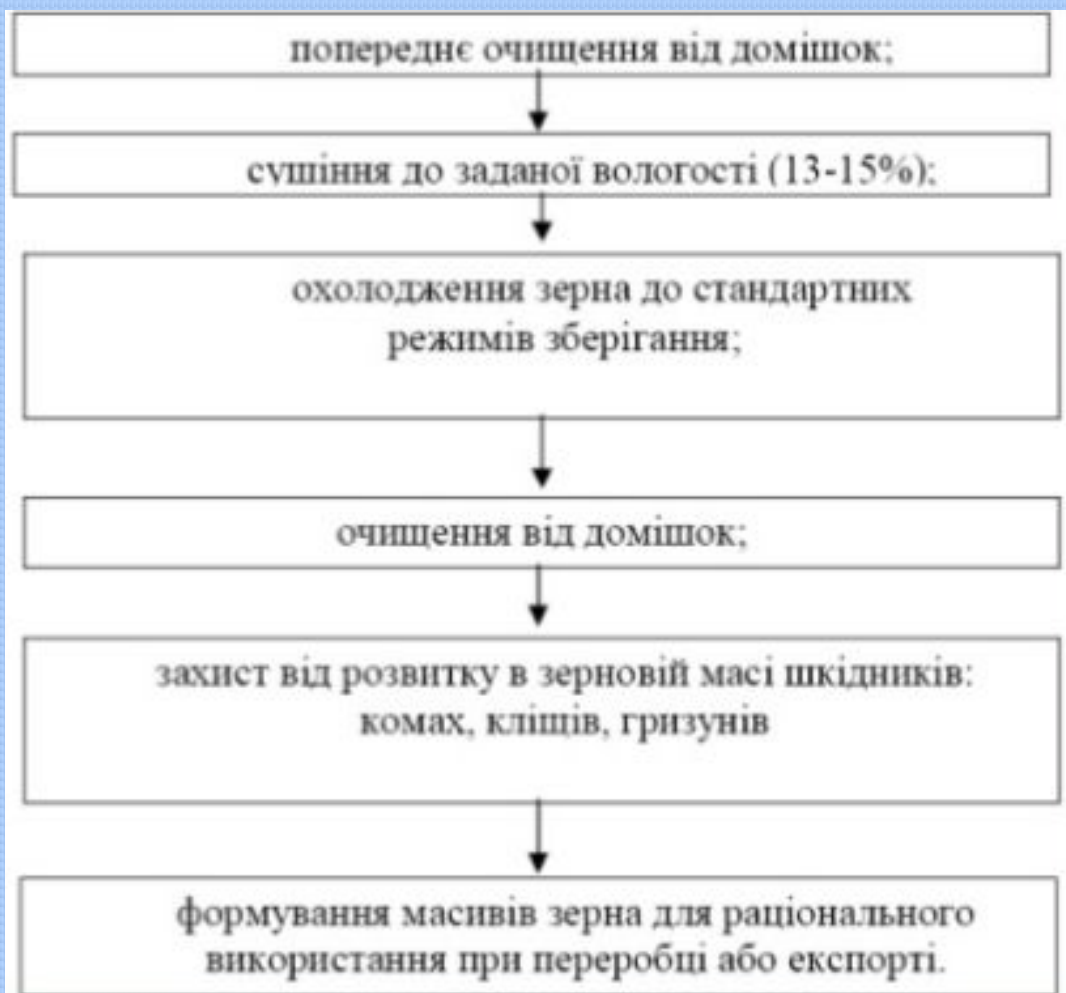 попереднє очищення від домішок;
сушіння до заданої вологості (13-15%);
охолодження зерна до стандартних
режимів зберігання;
очищення від домішок;
захист від розвитку в зерновій масі шкідників:
комах, кліщів, гризунів
формування масивів зерна для раціонального
використання при переробці або експорті.